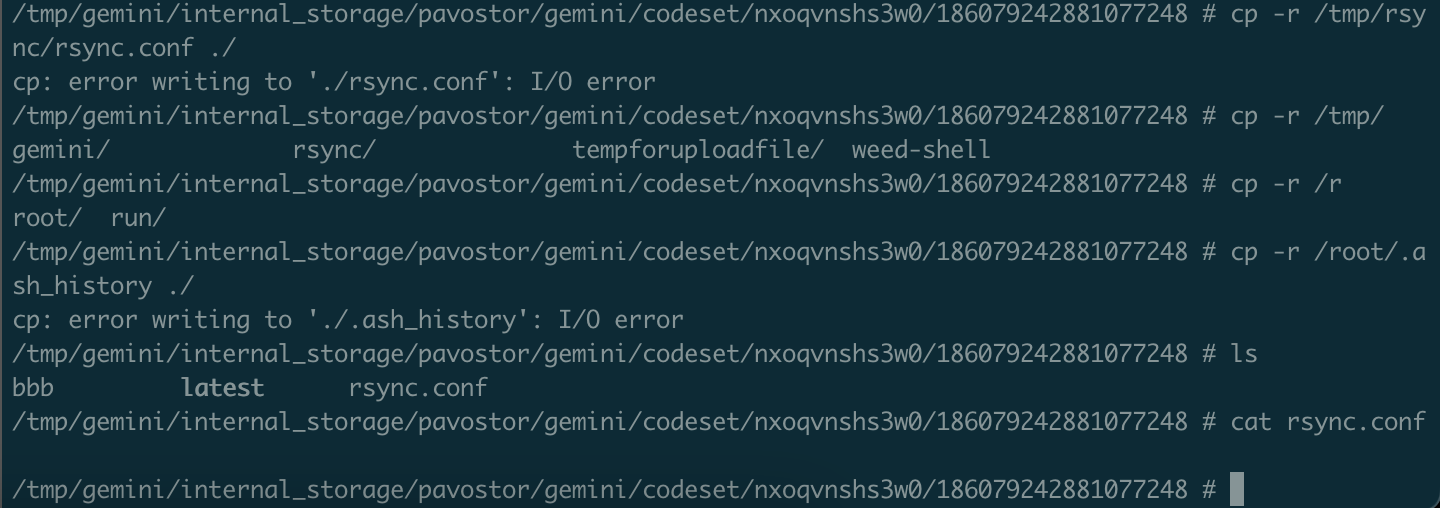 /tmp/gemini/internal_storage/pavostor/gemini/codeset/nxoqvnshs3w0/186079242881077248 # cp -r /tmp/rsy
nc/rsync.conf ./
cp: error writing to './rsync.conf': I/O error
/tmp/gemini/internal_storage/pavostor/gemini/codeset/nxoqvnshs3w0/186079242881077248 # cp -r /tmp/
gemini/             rsync/              tempforuploadfile/  weed-shell
/tmp/gemini/internal_storage/pavostor/gemini/codeset/nxoqvnshs3w0/186079242881077248 # cp -r /r
root/  run/
/tmp/gemini/internal_storage/pavostor/gemini/codeset/nxoqvnshs3w0/186079242881077248 # cp -r /root/.a
sh_history ./
cp: error writing to './.ash_history': I/O error
/tmp/gemini/internal_storage/pavostor/gemini/codeset/nxoqvnshs3w0/186079242881077248 # ls
bbb         latest      rsync.conf
/tmp/gemini/internal_storage/pavostor/gemini/codeset/nxoqvnshs3w0/186079242881077248 # cat rsync.conf
/tmp/gemini/internal_storage/pavostor/gemini/codeset/nxoqvnshs3w0/186079242881077248 #